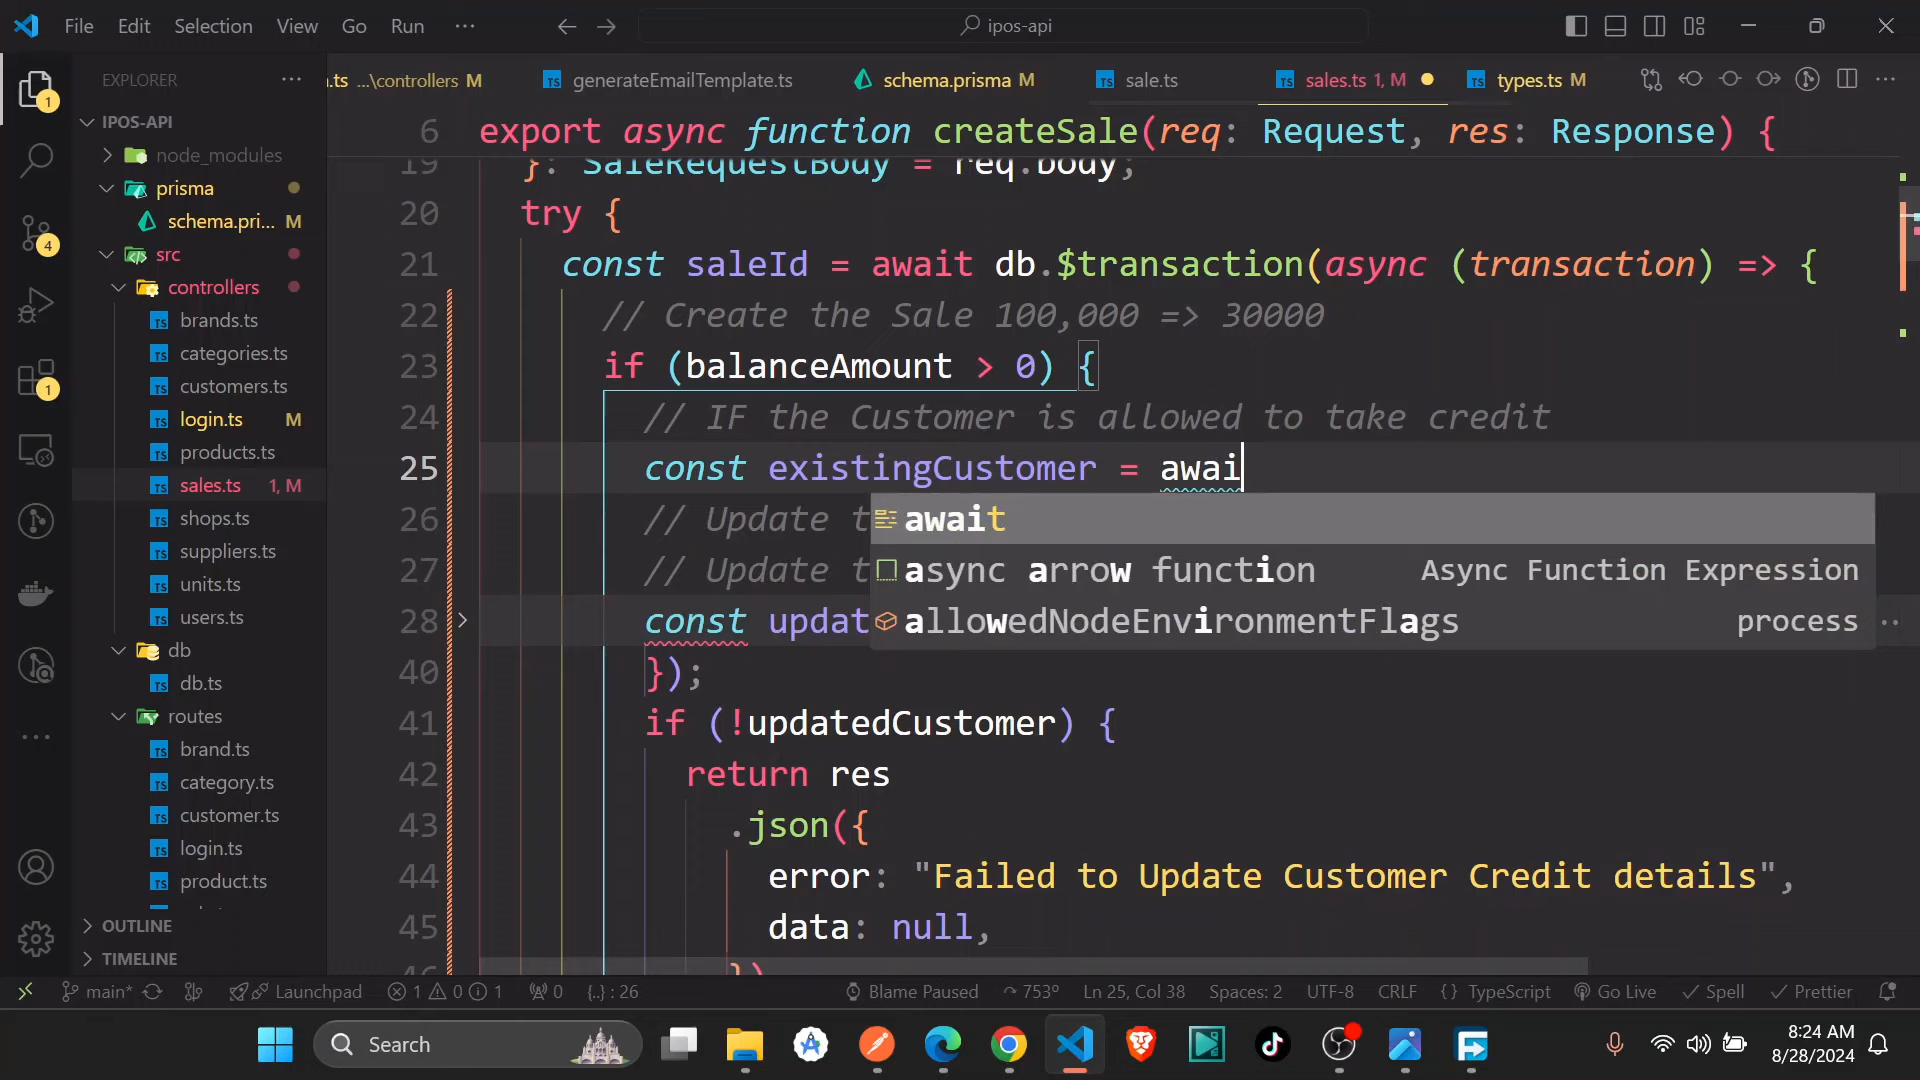 File Edit Selection View Go Run ··· ipos-api
EXPLORER ···
IPOS-API
node_modules
prisma
schema.pri... M
src
controllers
brands.ts
categories.ts
customers.ts
login.ts M
products.ts
sales.ts 1, M
shops.ts
suppliers.ts
units.ts
users.ts
db
db.ts
routes
brand.ts
category.ts
customer.ts
login.ts
product.ts
OUTLINE
TIMELINE
1
4
1
.ts ...\controllers M generateEmailTemplate.ts schema.prisma M sale.ts sales.ts 1, M types.ts M
6 export async function createSale(req: Request, res: Response) {
19 }: SaleRequestBody = req.body;
20 try {
21 const saleId = await db.$transaction(async (transaction) => {
22 // Create the Sale 100,000 => 30000
23 if (balanceAmount > 0) {
24 // IF the Customer is allowed to take credit
25 const existingCustomer = awai
26 // Update t
27 // Update t
28 const updat
await
async arrow function Async Function Expression
allowedNodeEnvironmentFlags process
40 });
41 if (!updatedCustomer) {
42 return res
43 .json({
44 error: "Failed to Update Customer Credit details",
45 data: null,
main* Launchpad 1 0 1 0 {..} : 26 Blame Paused 753º Ln 25, Col 38 Spaces: 2 UTF-8 CRLF {} TypeScript Go Live Spell Prettier
Search
8:24 AM
8/28/2024